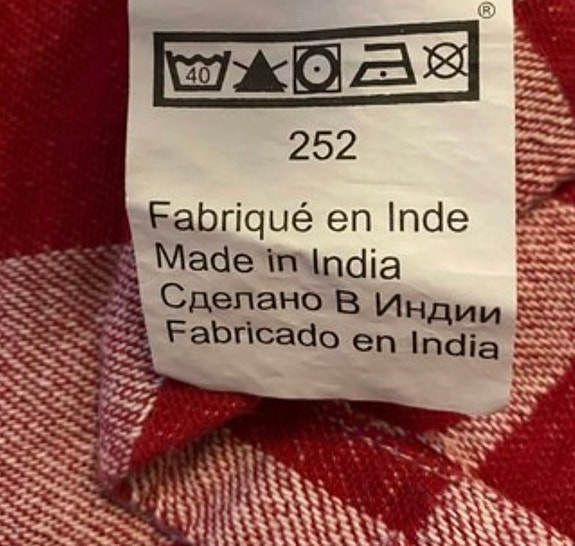 ®
40
252
Fabriqué en Inde
Made in India
Сделано В Индии
Fabricado en India